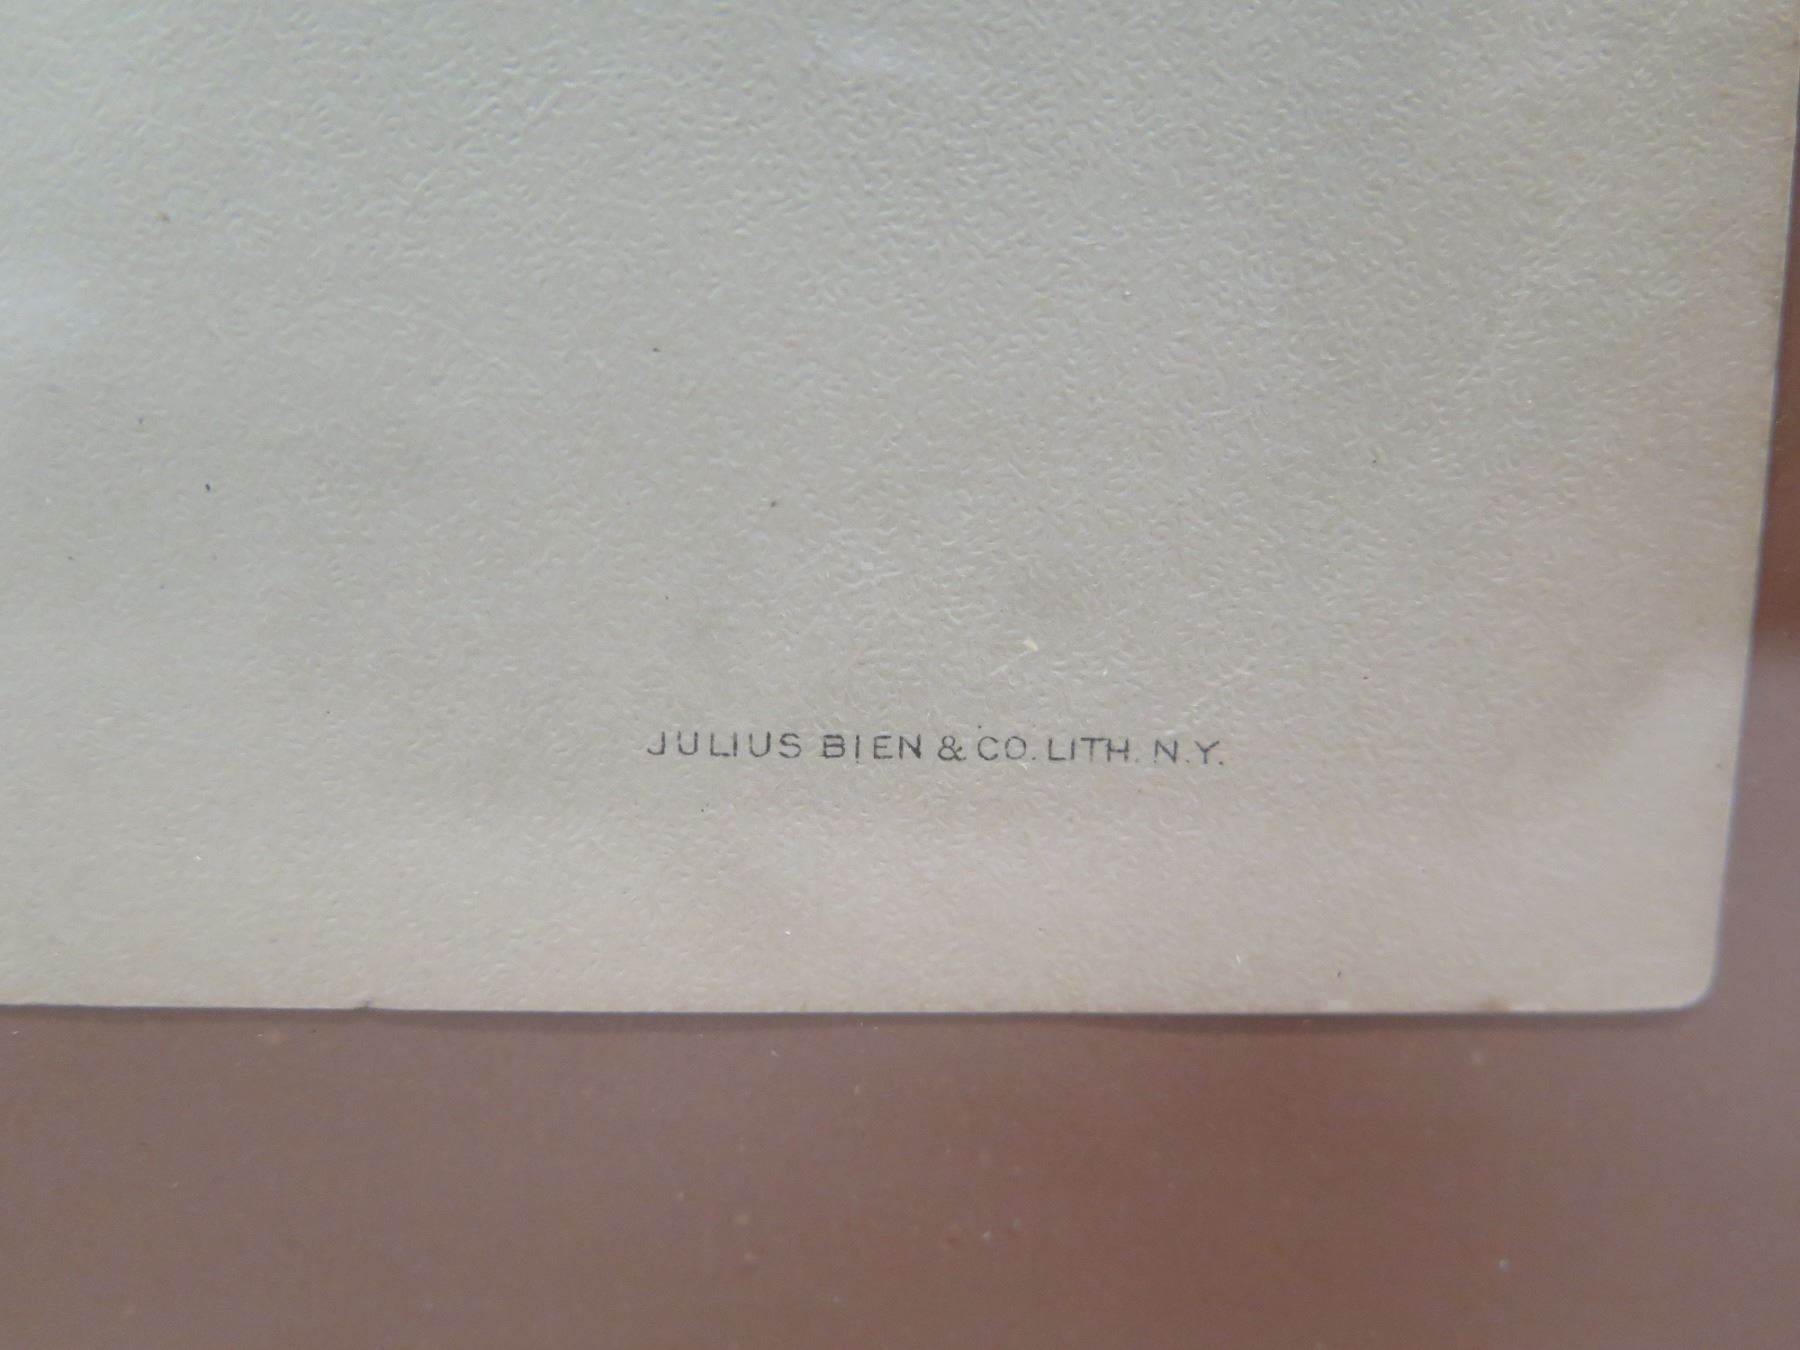 JULIUS BIEN & CO. LITH. N.Y.